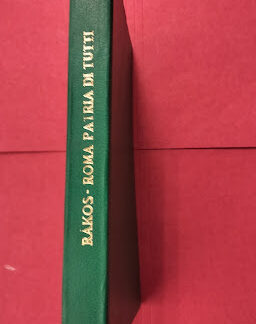 RÁKOS - ROMA PATRIA DI TUTTI